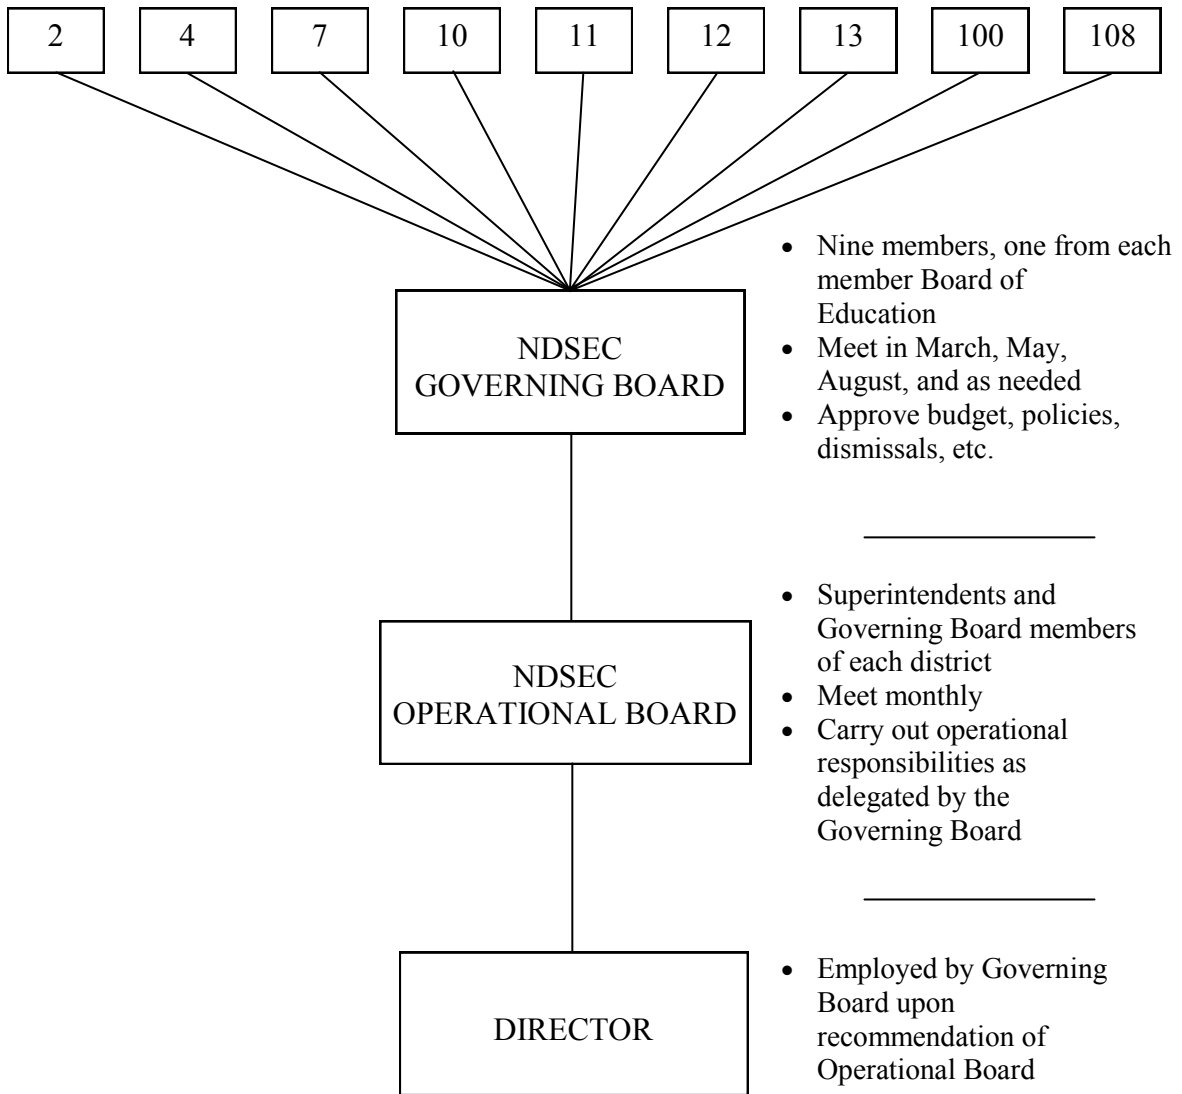 2 4 7 10 11 12 13 100 108
• Nine members, one from each
member Board of
Education
• Meet in March, May,
August, and as needed
• Approve budget, policies,
dismissals, etc.
NDSEC
GOVERNING BOARD
• Superintendents and
Governing Board members
of each district
• Meet monthly
• Carry out operational
responsibilities as
delegated by the
Governing Board
NDSEC
OPERATIONAL BOARD
• Employed by Governing
Board upon
recommendation of
Operational Board
DIRECTOR